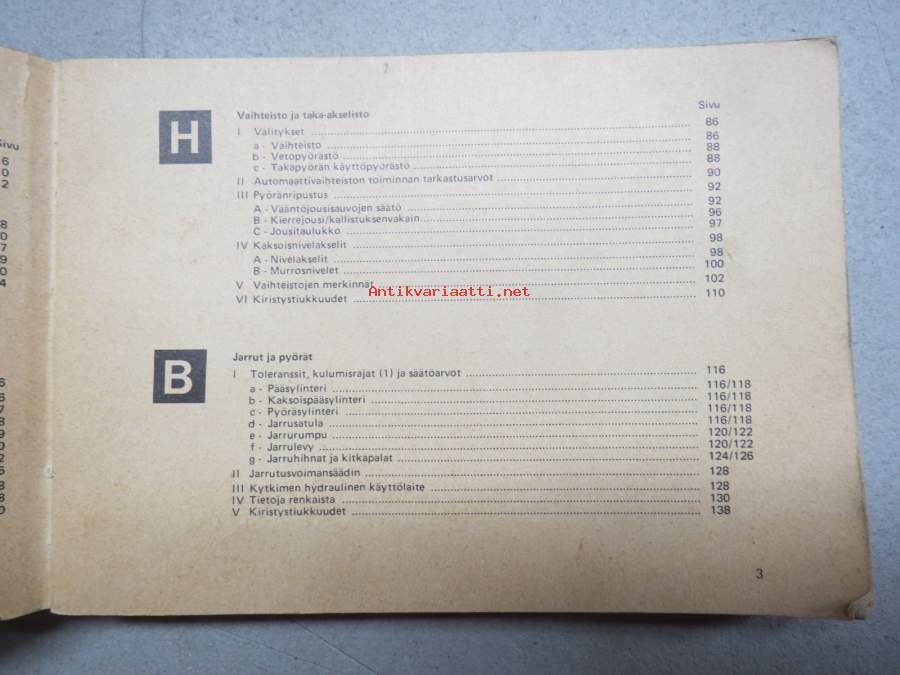 Sivu
H
Vaihteisto ja taka-akselisto
I Välitykset 86
a - Vaihteisto 86
b - Vetopyörästö 88
c - Takapyörän käyttöpyörästö 88
II Automaattivaihteiston toiminnan tarkastusarvot 90
III Pyöränripustus 92
A - Vääntöjousisauvojen säätö 92
B - Kierrejousi/kallistuksenvakain 96
C - Jousitaulukko 97
IV Kaksoisnivelakselit 98
A - Nivelakselit 98
B - Murrosnivelet 100
V Vaihteistojen merkinnät 102
Antikvariaatti.net
VI Kiristystiukkuudet 110
B
Jarrut ja pyörät
I Toleranssit, kulumisrajat (1) ja säätöarvot 116
a - Pääsylinteri 116/118
b - Kaksoispääsylinteri 116/118
c - Pyöräsylinteri 116/118
d - Jarrusatula 116/118
e - Jarrurumpu 120/122
f - Jarrulevy 120/122
g - Jarruhihnat ja kitkapalat 124/126
II Jarrutusvoimansäädin 128
III Kytkimen hydraulinen käyttölaite 128
IV Tietoja renkaista 130
V Kiristystiukkuudet 138
3